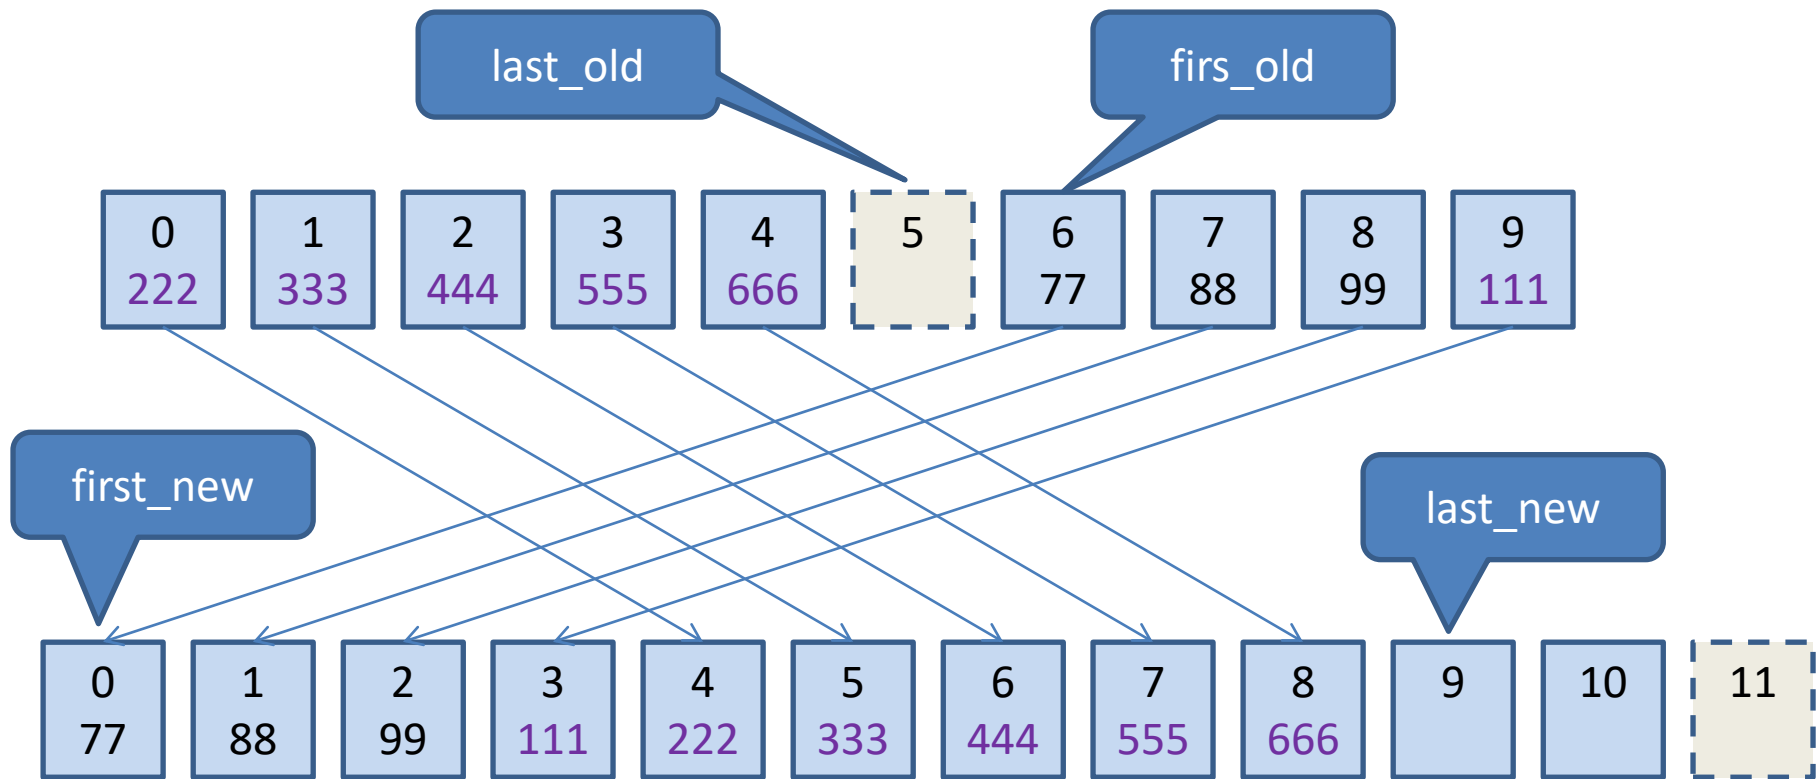 last_old
firs_old
0 1 2 3 4 5 6 7 8 9
222 333 444 555 666 77 88 99 111
first_new
last_new
0 1 2 3 4 5 6 7 8 9 10 11
77 88 99 111 222 333 444 555 666